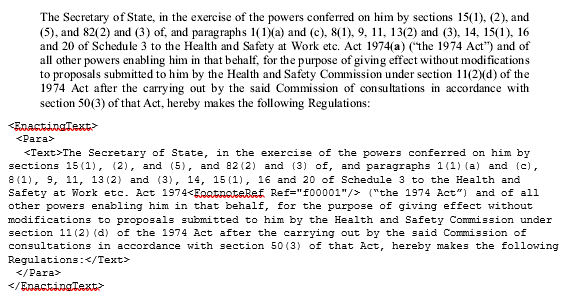 The Secretary of State, in the exercise of the powers conferred on him by sections 15(1), (2), and
(5), and 82(2) and (3) of, and paragraphs 1(1)(a) and (c), 8(1), 9, 11, 13(2) and (3), 14, 15(1), 16
and 20 of Schedule 3 to the Health and Safety at Work etc. Act 1974(a) (“the 1974 Act”) and of
all other powers enabling him in that behalf, for the purpose of giving effect without modifications
to proposals submitted to him by the Health and Safety Commission under section 11(2)(d) of the
1974 Act after the carrying out by the said Commission of consultations in accordance with
section 50(3) of that Act, hereby makes the following Regulations:
<EnactingText>
<Para>
<Text>The Secretary of State, in the exercise of the powers conferred on him by
sections 15(1), (2), and (5), and 82(2) and (3) of, and paragraphs 1(1)(a) and (c),
8(1), 9, 11, 13(2) and (3), 14, 15(1), 16 and 20 of Schedule 3 to the Health and
Safety at Work etc. Act 1974<FootnoteRef Ref="f00001"/> (“the 1974 Act”) and of all
other powers enabling him in that behalf, for the purpose of giving effect without
modifications to proposals submitted to him by the Health and Safety Commission under
section 11(2)(d) of the 1974 Act after the carrying out by the said Commission of
consultations in accordance with section 50(3) of that Act, hereby makes the following
Regulations:</Text>
</Para>
</EnactingText>